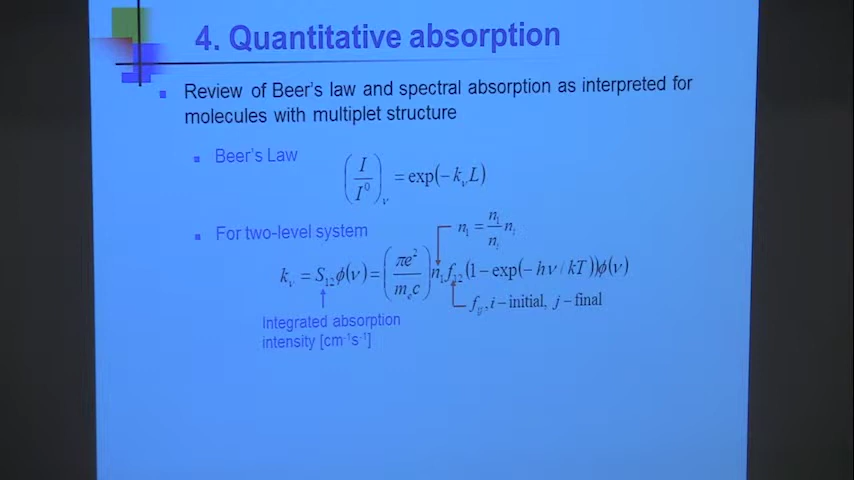 4. Quantitative absorption
Review of Beer's law and spectral absorption as interpreted for
molecules with multiplet structure
Beer's Law
(I/I⁰)ᵥ = exp(−kᵥL)
For two-level system
n₁ = (n₁/nᵢ) nᵢ
kᵥ = S₁₂ϕ(ν) = (πe²/mₑc) n₁f₁₂(1−exp(−hν/kT))ϕ(ν)
fᵢⱼ, i−initial, j−final
Integrated absorption
intensity [cm⁻¹s⁻¹]